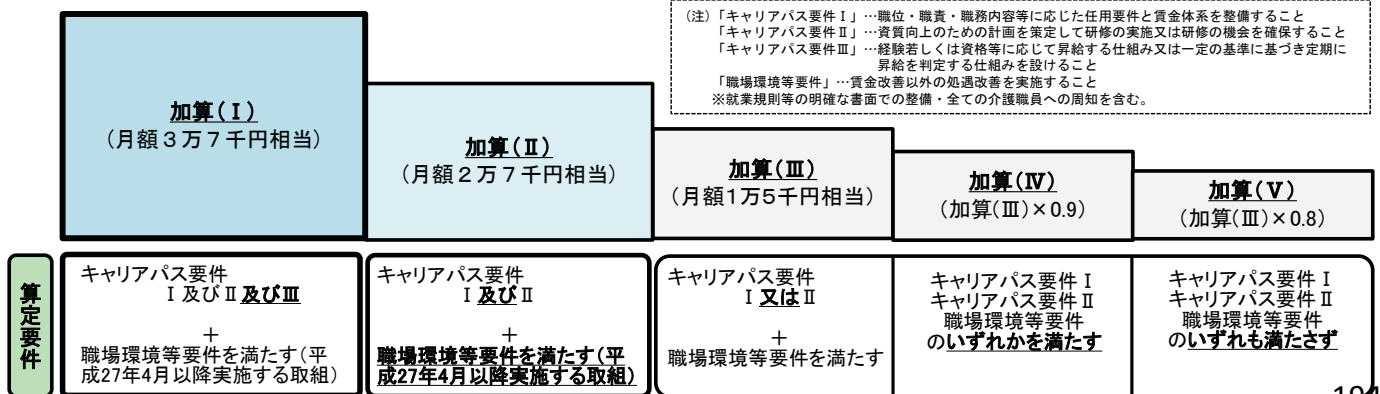 (注)「キャリアパス要件Ⅰ」…職位・職責・職務内容等に応じた任用要件と賃金体系を整備すること
「キャリアパス要件Ⅱ」…資質向上のための計画を策定して研修の実施又は研修の機会を確保すること
「キャリアパス要件Ⅲ」…経験若しくは資格等に応じて昇給する仕組み又は一定の基準に基づき定期に
昇給を判定する仕組みを設けること
「職場環境等要件」…賃金改善以外の処遇改善を実施すること
※就業規則等の明確な書面での整備・全ての介護職員への周知を含む。
加算(Ⅰ)
(月額3万7千円相当)
加算(Ⅱ)
(月額2万7千円相当)
加算(Ⅲ)
(月額1万5千円相当)
加算(Ⅳ)
(加算(Ⅲ)×0.9)
加算(Ⅴ)
(加算(Ⅲ)×0.8)
算定要件
キャリアパス要件
Ⅰ及びⅡ及びⅢ
+
職場環境等要件を満たす(平
成27年4月以降実施する取組)
キャリアパス要件
Ⅰ及びⅡ
+
職場環境等要件を満たす(平
成27年4月以降実施する取組)
キャリアパス要件
Ⅰ又はⅡ
+
職場環境等要件を満たす
キャリアパス要件Ⅰ
キャリアパス要件Ⅱ
職場環境等要件
のいずれかを満たす
キャリアパス要件Ⅰ
キャリアパス要件Ⅱ
職場環境等要件
のいずれも満たさず